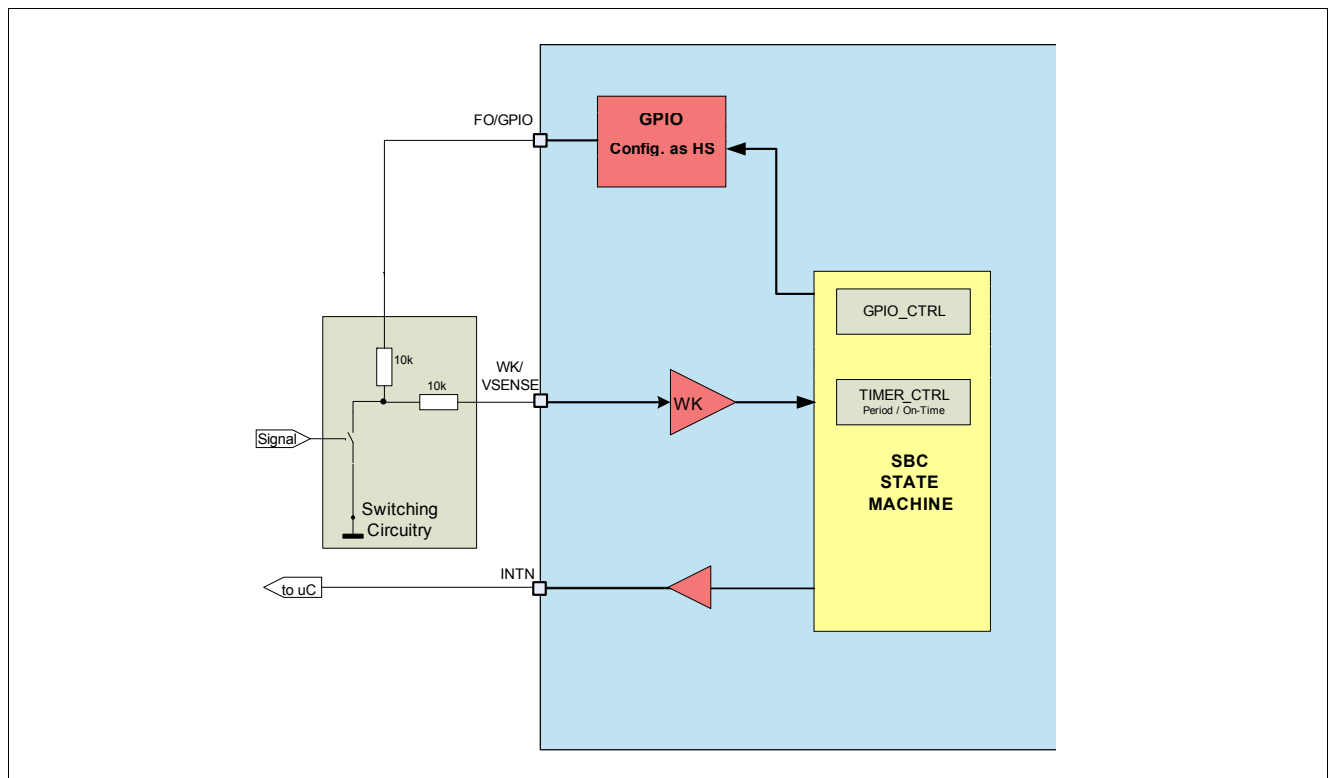 FO/GPIO
GPIO
Config. as HS
GPIO_CTRL
10k
10k
WK/
VSENSE
WK
TIMER_CTRL
Period / On-Time
Signal
SBC
STATE
MACHINE
Switching
Circuitry
INTN
to uC